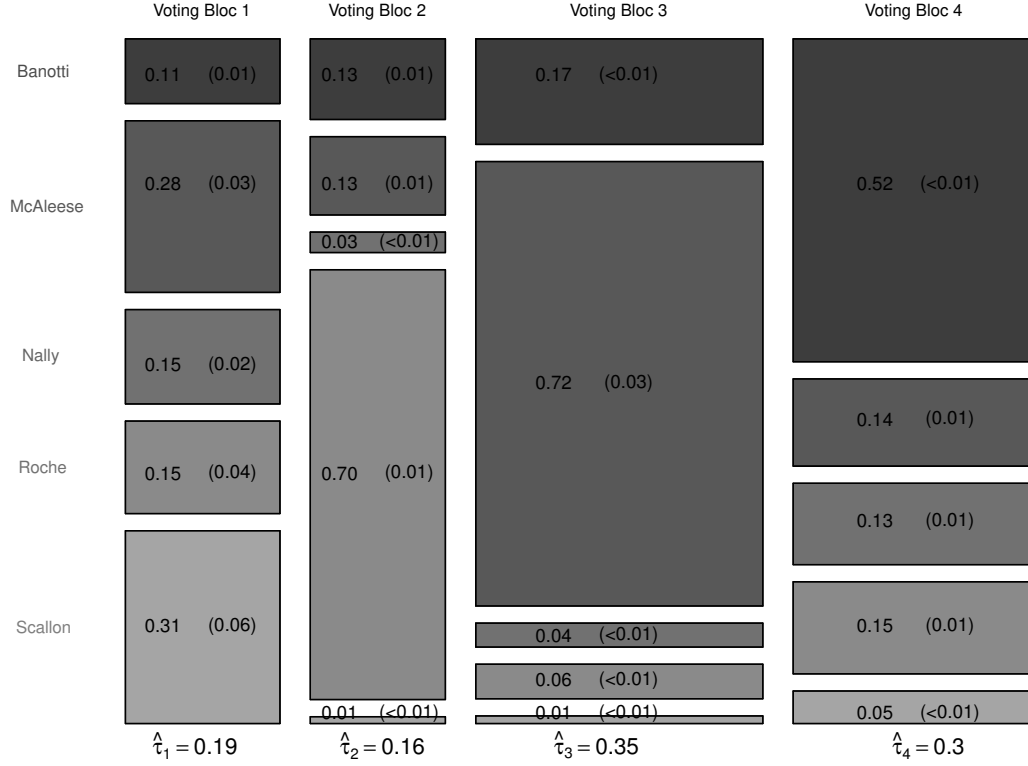 Voting Bloc 1 Voting Bloc 2 Voting Bloc 3 Voting Bloc 4
Banotti 0.11 (0.01) 0.13 (0.01) 0.17 (<0.01)
McAleese 0.28 (0.03) 0.13 (0.01) 0.52 (<0.01)
0.03 (<0.01)
Nally 0.15 (0.02) 0.72 (0.03)
0.14 (0.01)
Roche 0.15 (0.04) 0.70 (0.01)
0.13 (0.01)
Scallon 0.31 (0.06) 0.04 (<0.01) 0.15 (0.01)
0.06 (<0.01)
0.01 (<0.01) 0.01 (<0.01) 0.05 (<0.01)
τ̂₁ = 0.19 τ̂₂ = 0.16 τ̂₃ = 0.35 τ̂₄ = 0.3